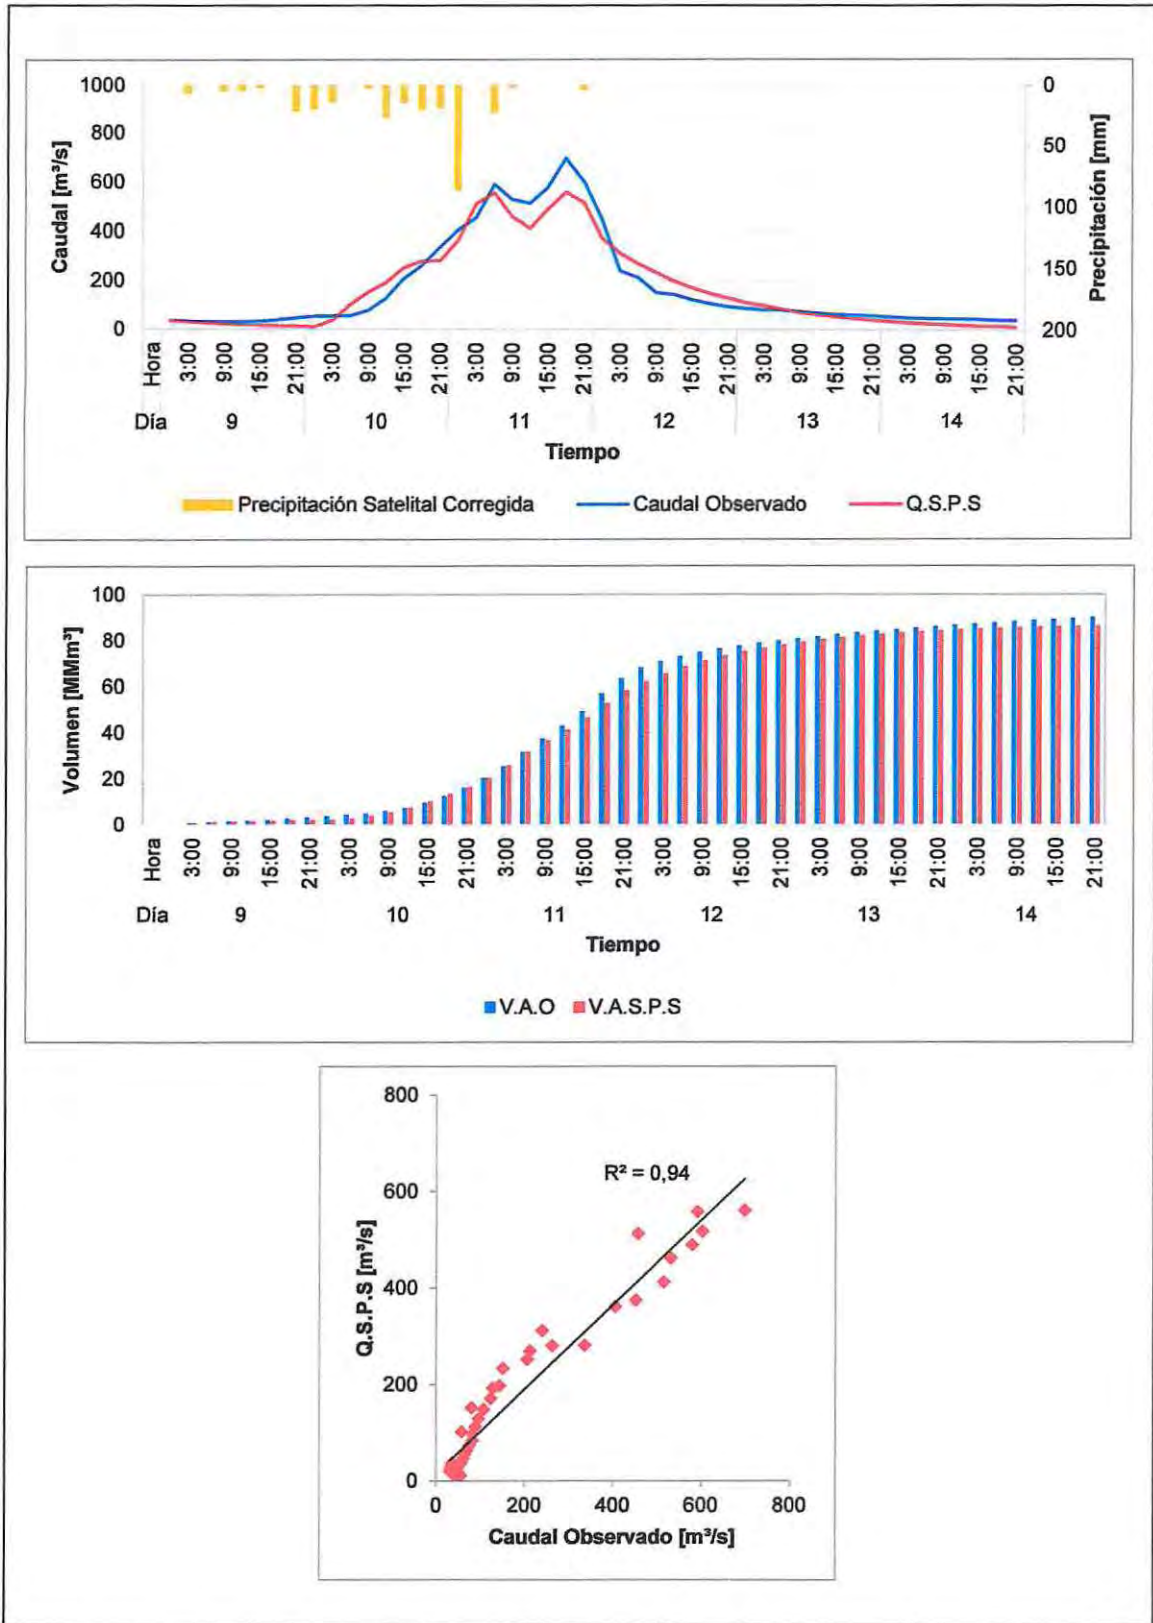 1000
800
600
400
200
0
Caudal [m³/s]
0
50
100
150
200
Precipitación [mm]
Hora 3:00 9:00 15:00 21:00 3:00 9:00 15:00 21:00 3:00 9:00 15:00 21:00 3:00 9:00 15:00 21:00 3:00 9:00 15:00 21:00 3:00 9:00 15:00 21:00
Día 9 10 11 12 13 14
Tiempo
Precipitación Satelital Corregida Caudal Observado Q.S.P.S
100
80
60
40
20
0
Volumen [MMm³]
Hora 3:00 9:00 15:00 21:00 3:00 9:00 15:00 21:00 3:00 9:00 15:00 21:00 3:00 9:00 15:00 21:00 3:00 9:00 15:00 21:00 3:00 9:00 15:00 21:00
Día 9 10 11 12 13 14
Tiempo
V.A.O V.A.S.P.S
800
600
400
200
0
Q.S.P.S [m³/s]
R² = 0,94
0 200 400 600 800
Caudal Observado [m³/s]